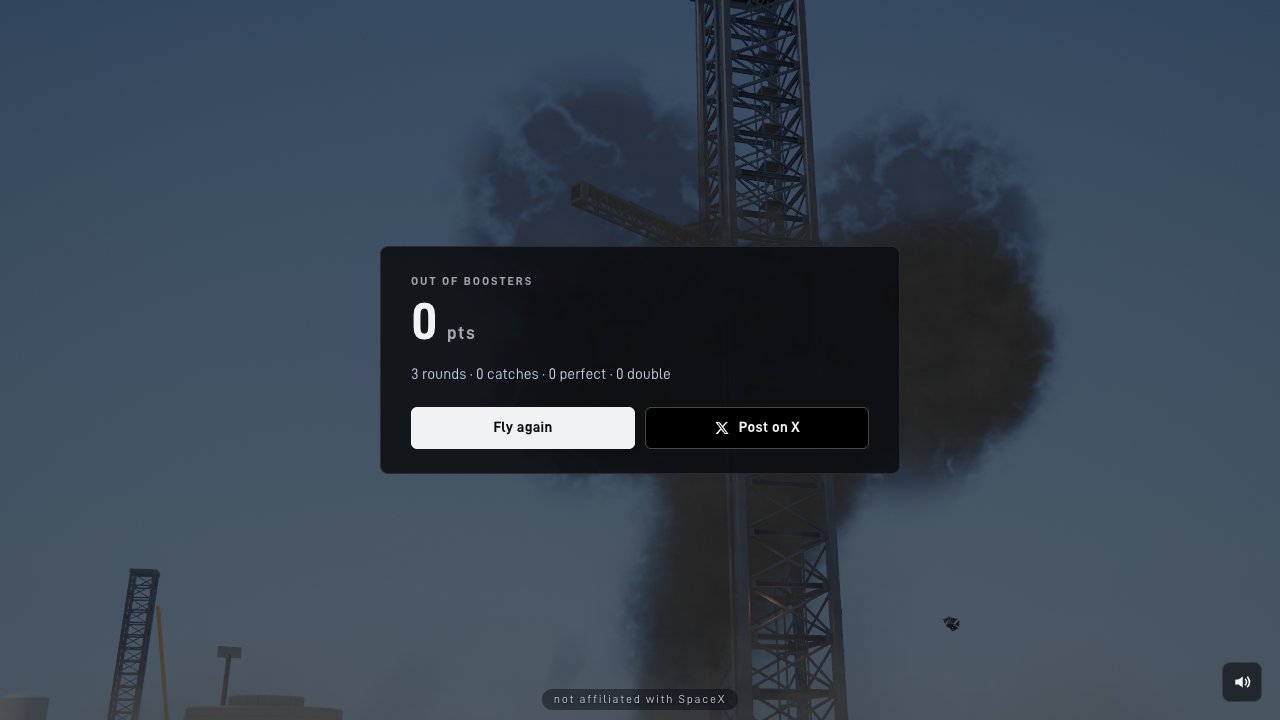 OUT OF BOOSTERS
0 pts
3 rounds · 0 catches · 0 perfect · 0 double
Fly again
Post on X
not affiliated with SpaceX